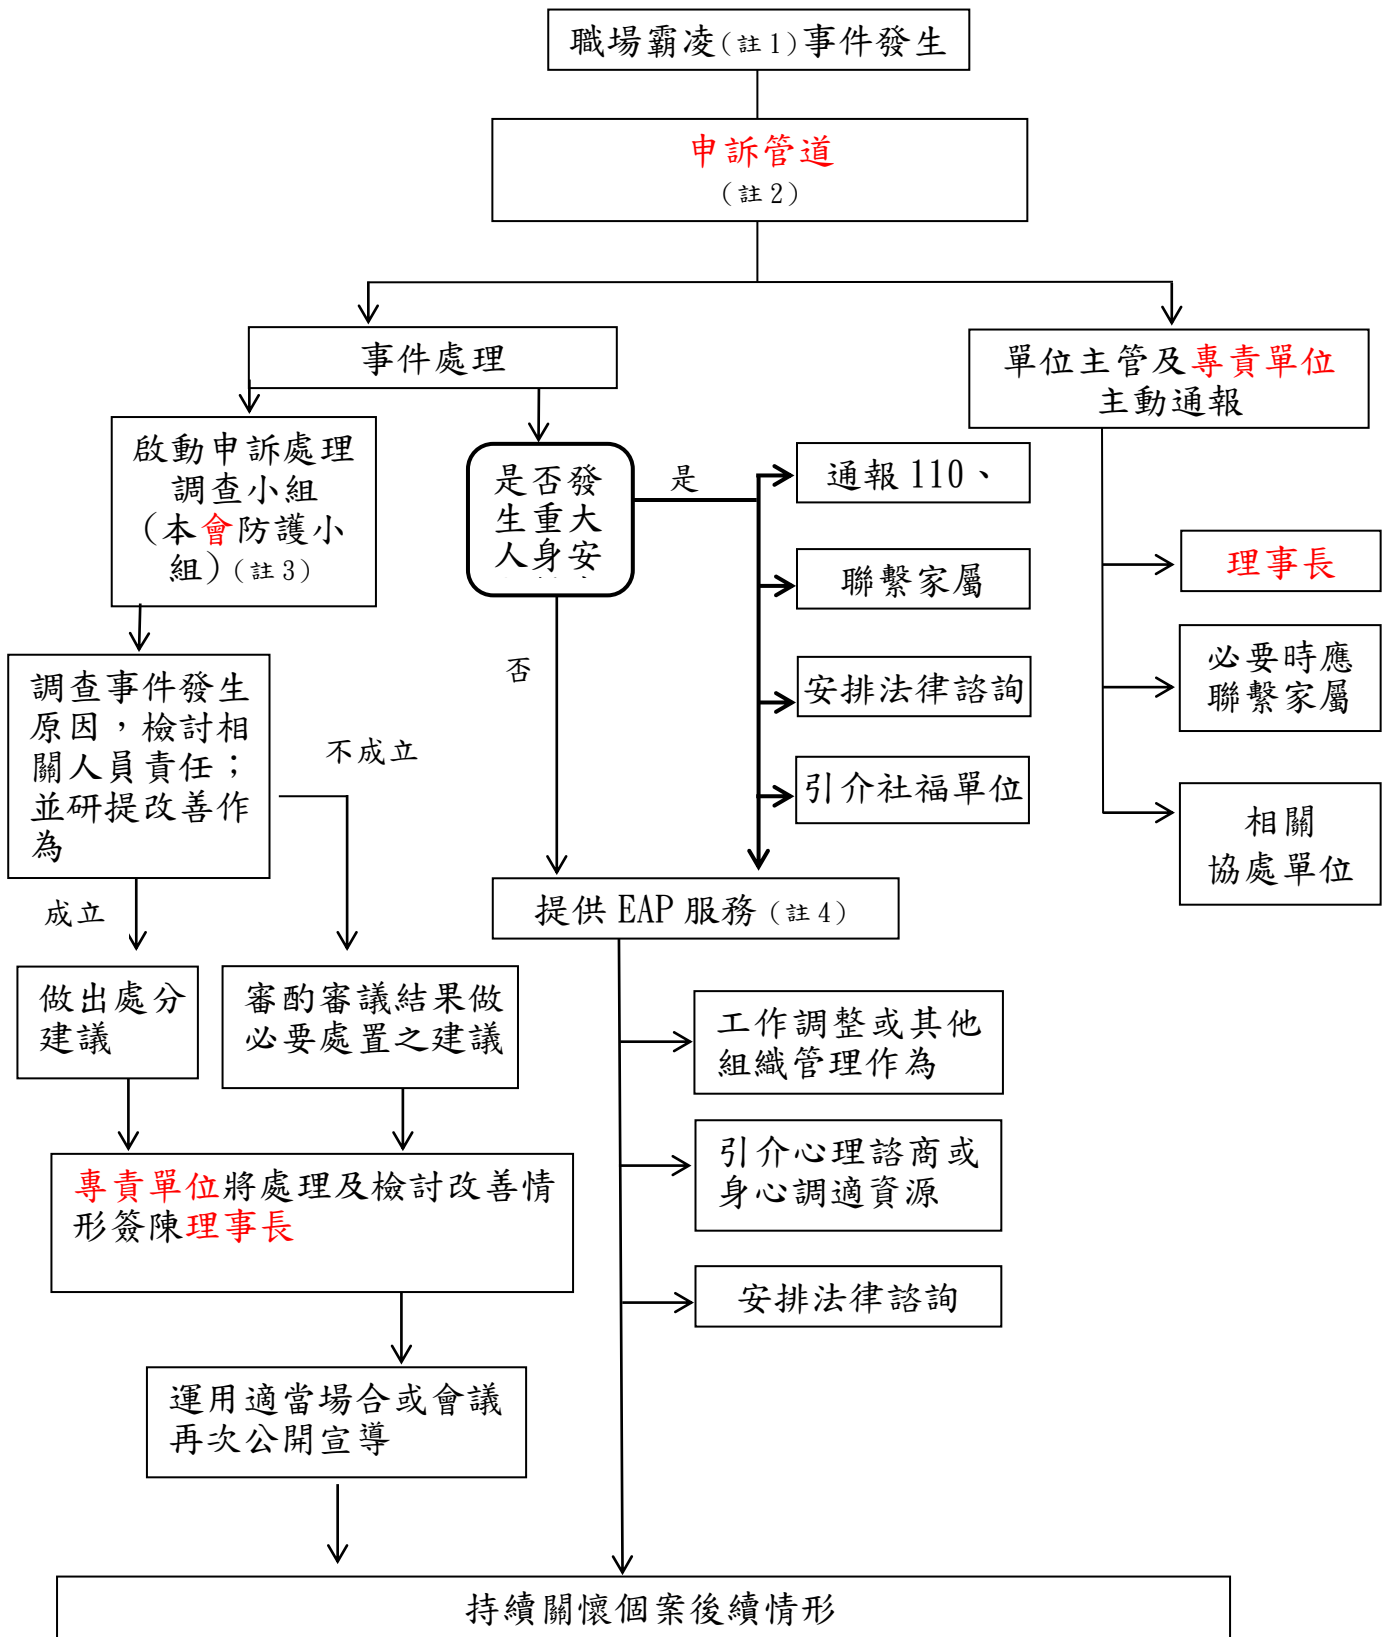 職場霸凌(註1)事件發生
申訴管道
(註2)
事件處理
單位主管及專責單位
主動通報
啟動申訴處理
調查小組
(本會防護小
組)(註3)
是否發
生重大
人身安
是
否
通報 110、
聯繫家屬
安排法律諮詢
引介社福單位
理事長
必要時應
聯繫家屬
相關
協處單位
調查事件發生
原因，檢討相
關人員責任；
並研提改善作
為
不成立
成立
提供 EAP 服務(註4)
做出處分
建議
審酌審議結果做
必要處置之建議
工作調整或其他
組織管理作為
引介心理諮商或
身心調適資源
安排法律諮詢
專責單位將處理及檢討改善情
形簽陳理事長
運用適當場合或會議
再次公開宣導
持續關懷個案後續情形